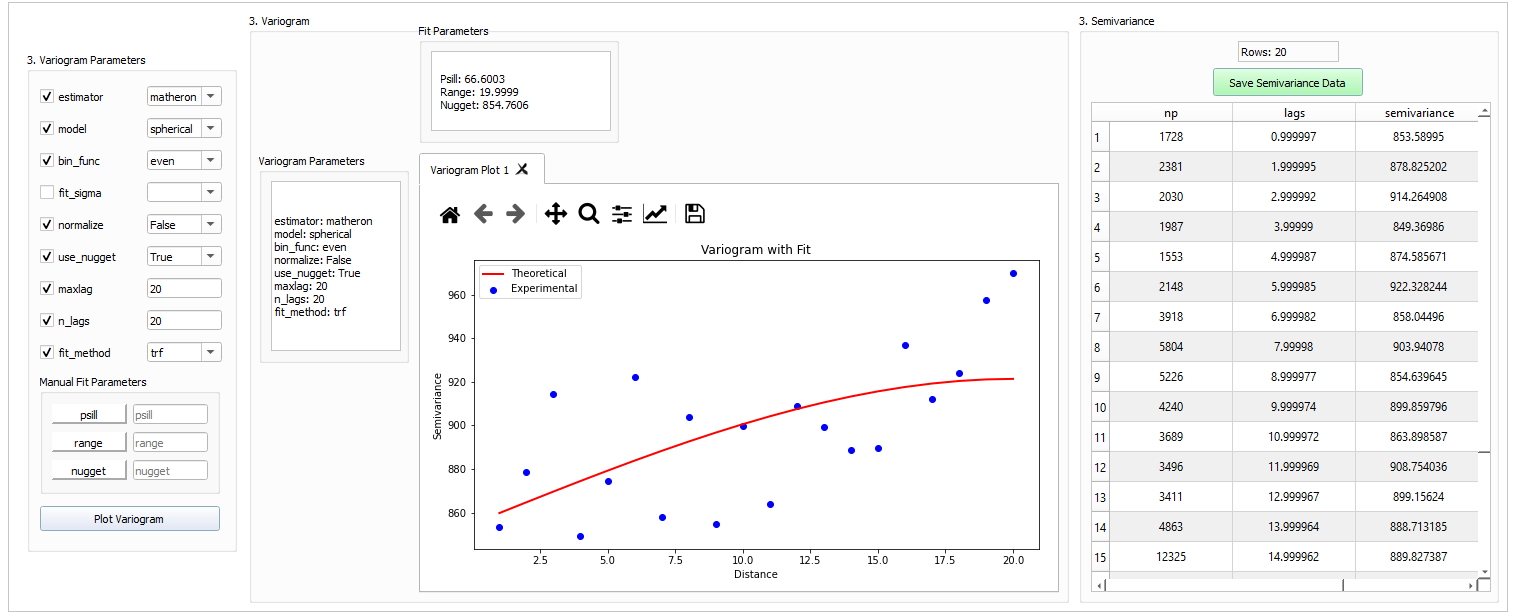 3. Variogram Parameters
estimator matheron
model spherical
bin_func even
fit_sigma
normalize False
use_nugget True
maxlag 20
n_lags 20
fit_method trf
Manual Fit Parameters
psill psill
range range
nugget nugget
Plot Variogram
3. Variogram
Fit Parameters
Psill: 66.6003
Range: 19.9999
Nugget: 854.7606
Variogram Parameters
estimator: matheron
model: spherical
bin_func: even
normalize: False
use_nugget: True
maxlag: 20
n_lags: 20
fit_method: trf
Variogram Plot 1
Variogram with Fit
Theoretical
Experimental
Semivariance
960
940
920
900
880
860
2.5 5.0 7.5 10.0 12.5 15.0 17.5 20.0
Distance
3. Semivariance
Rows: 20
Save Semivariance Data
np lags semivariance
1 1728 0.999997 853.58995
2 2381 1.999995 878.825202
3 2030 2.999992 914.264908
4 1987 3.99999 849.36986
5 1553 4.999987 874.585671
6 2148 5.999985 922.328244
7 3918 6.999982 858.04496
8 5804 7.99998 903.94078
9 5226 8.999977 854.639645
10 4240 9.999974 899.859796
11 3689 10.999972 863.898587
12 3496 11.999969 908.754036
13 3411 12.999967 899.15624
14 4863 13.999964 888.713185
15 12325 14.999962 889.827387